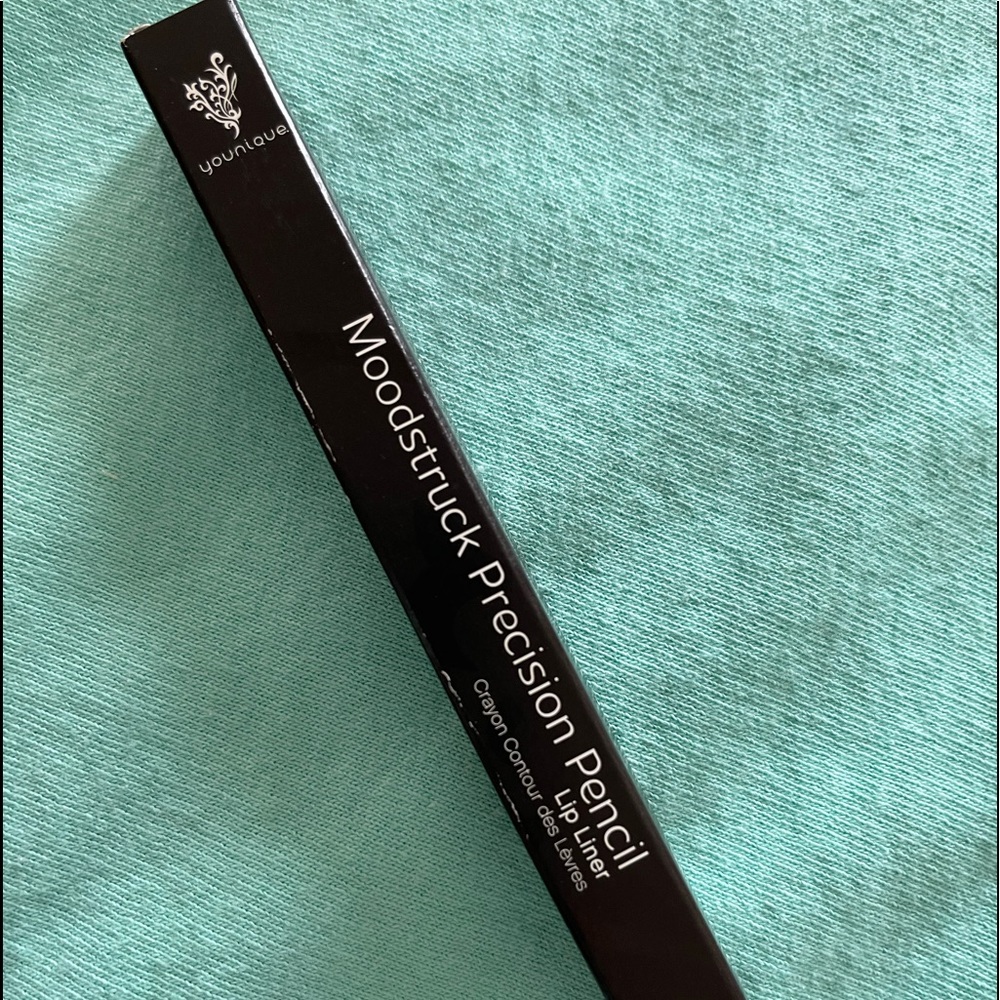 younique
Moodstruck Precision Pencil
Lip Liner
Crayon Contour des Lèvres